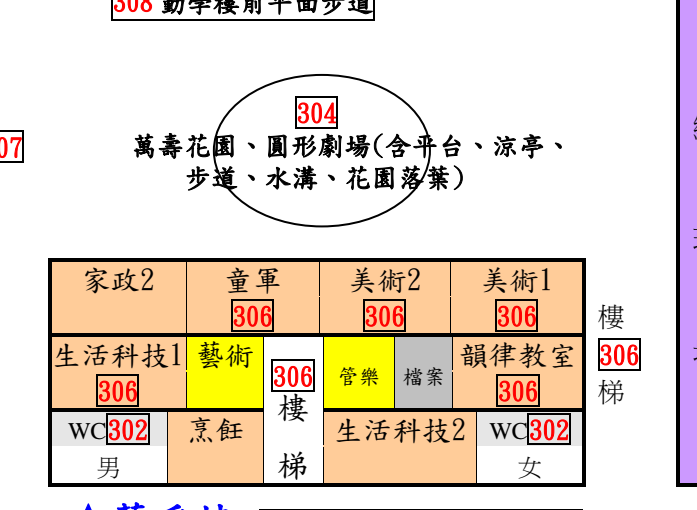 308 勤學樓前平面步道
304
07
萬壽花園、圓形劇場(含平台、涼亭、
步道、水溝、花園落葉)
家政2 童軍 美術2 美術1
306 306 306
樓
306
梯
生活科技1 藝術 管樂 檔案 韻律教室
306 306 306
樓
梯
WC302 烹飪 生活科技2 WC302
男 女